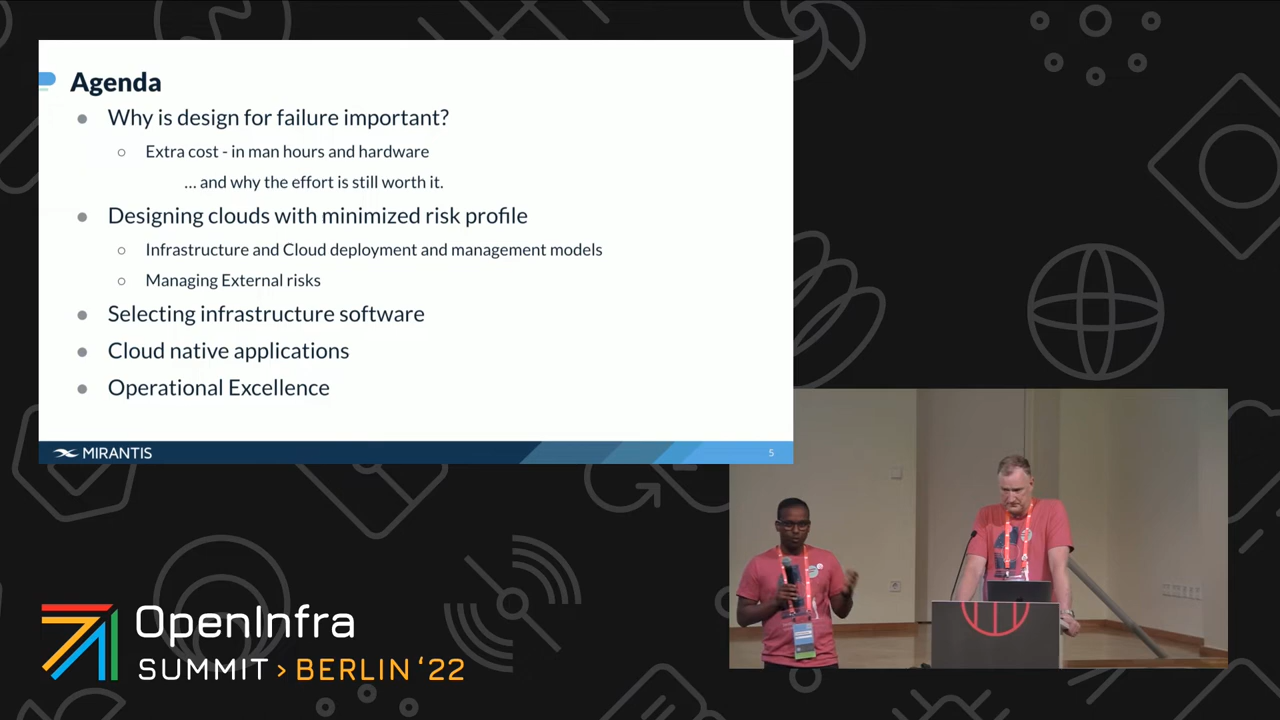 Agenda
● Why is design for failure important?
○ Extra cost - in man hours and hardware
... and why the effort is still worth it.
● Designing clouds with minimized risk profile
○ Infrastructure and Cloud deployment and management models
○ Managing External risks
● Selecting infrastructure software
● Cloud native applications
● Operational Excellence
MIRANTIS
5
OpenInfra
SUMMIT > BERLIN ‘22